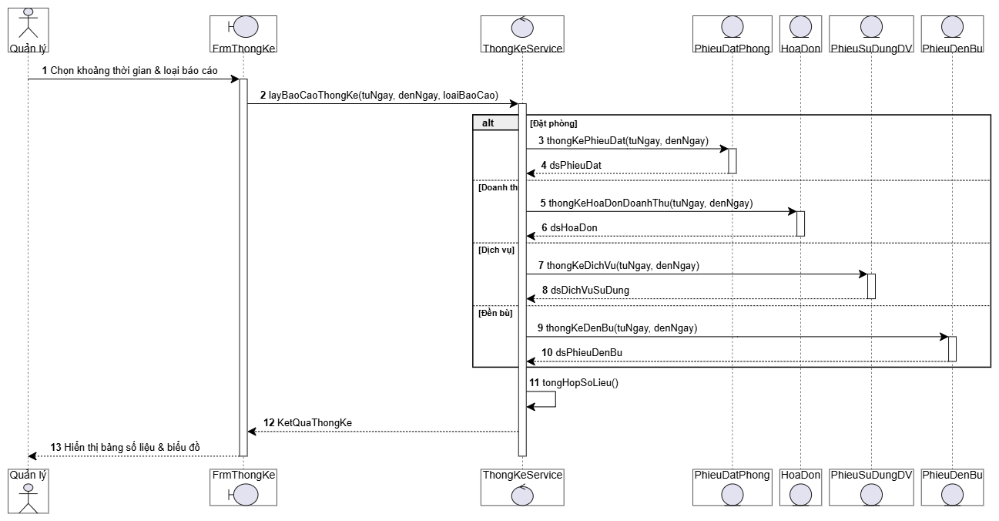 Quản lý
FrmThongKe
ThongKeService
PhieuDatPhong
HoaDon
PhieuSuDungDV
PhieuDenBu
1 Chọn khoảng thời gian & loại báo cáo
2 layBaoCaoThongKe(tuNgay, denNgay, loaiBaoCao)
alt
[Đặt phòng]
3 thongKePhieuDat(tuNgay, denNgay)
4 dsPhieuDat
[Doanh th
5 thongKeHoaDonDoanhThu(tuNgay, denNgay)
6 dsHoaDon
[Dịch vụ]
7 thongKeDichVu(tuNgay, denNgay)
8 dsDichVuSuDung
[Đền bù]
9 thongKeDenBu(tuNgay, denNgay)
10 dsPhieuDenBu
11 tongHopSoLieu()
12 KetQuaThongKe
13 Hiển thị bảng số liệu & biểu đồ
Quản lý
FrmThongKe
ThongKeService
PhieuDatPhong
HoaDon
PhieuSuDungDV
PhieuDenBu